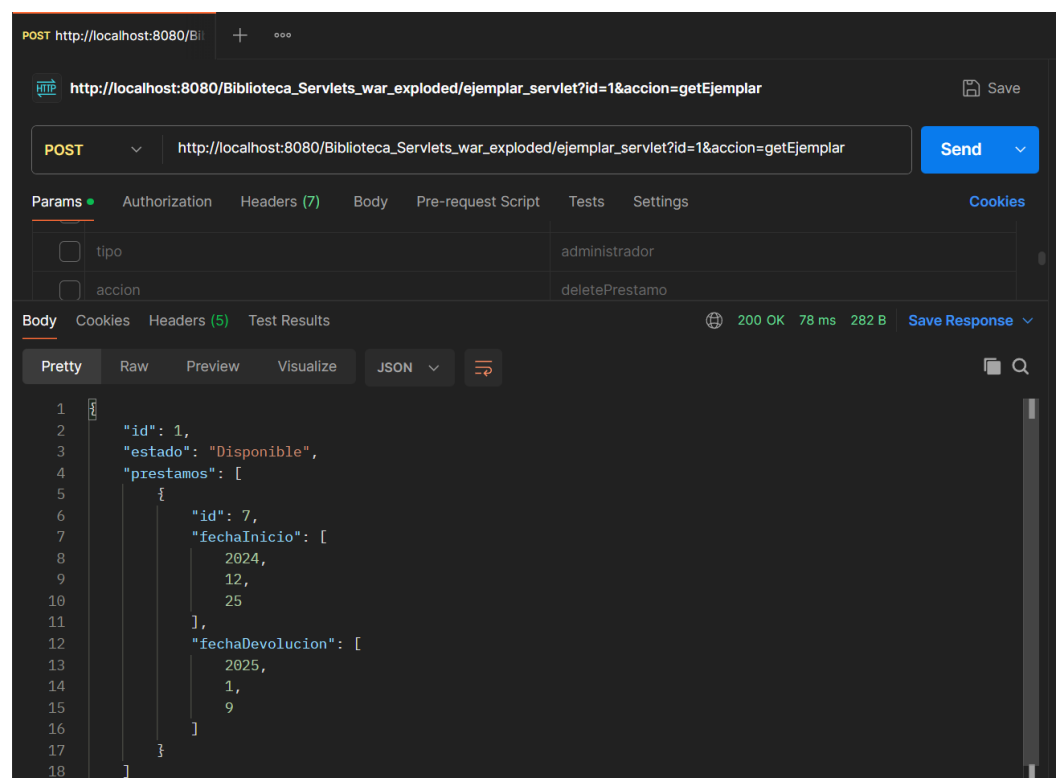 POST http://localhost:8080/Bi
HTTP http://localhost:8080/Biblioteca_Servlets_war_exploded/ejemplar_servlet?id=1&accion=getEjemplar Save
POST http://localhost:8080/Biblioteca_Servlets_war_exploded/ejemplar_servlet?id=1&accion=getEjemplar Send
Params Authorization Headers (7) Body Pre-request Script Tests Settings Cookies
tipo administrador
accion deletePrestamo
Body Cookies Headers (5) Test Results 200 OK 78 ms 282 B Save Response
Pretty Raw Preview Visualize JSON
1 {
2 "id": 1,
3 "estado": "Disponible",
4 "prestamos": [
5 {
6 "id": 7,
7 "fechaInicio": [
8 2024,
9 12,
10 25
11 ],
12 "fechaDevolucion": [
13 2025,
14 1,
15 9
16 ]
17 }
18 ]